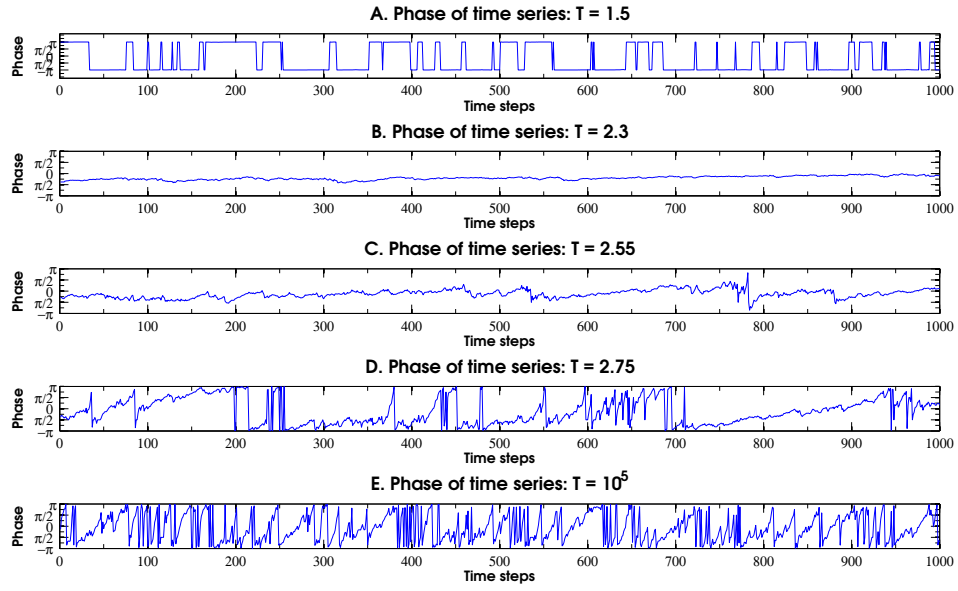 A. Phase of time series: T = 1.5
Phase
π
π/2
0
π/2
−π
0 100 200 300 400 500 600 700 800 900 1000
Time steps
B. Phase of time series: T = 2.3
Phase
π
π/2
0
π/2
−π
0 100 200 300 400 500 600 700 800 900 1000
Time steps
C. Phase of time series: T = 2.55
Phase
π
π/2
0
π/2
−π
0 100 200 300 400 500 600 700 800 900 1000
Time steps
D. Phase of time series: T = 2.75
Phase
π
π/2
0
π/2
−π
0 100 200 300 400 500 600 700 800 900 1000
Time steps
E. Phase of time series: T = 10⁵
Phase
π
π/2
0
π/2
−π
0 100 200 300 400 500 600 700 800 900 1000
Time steps